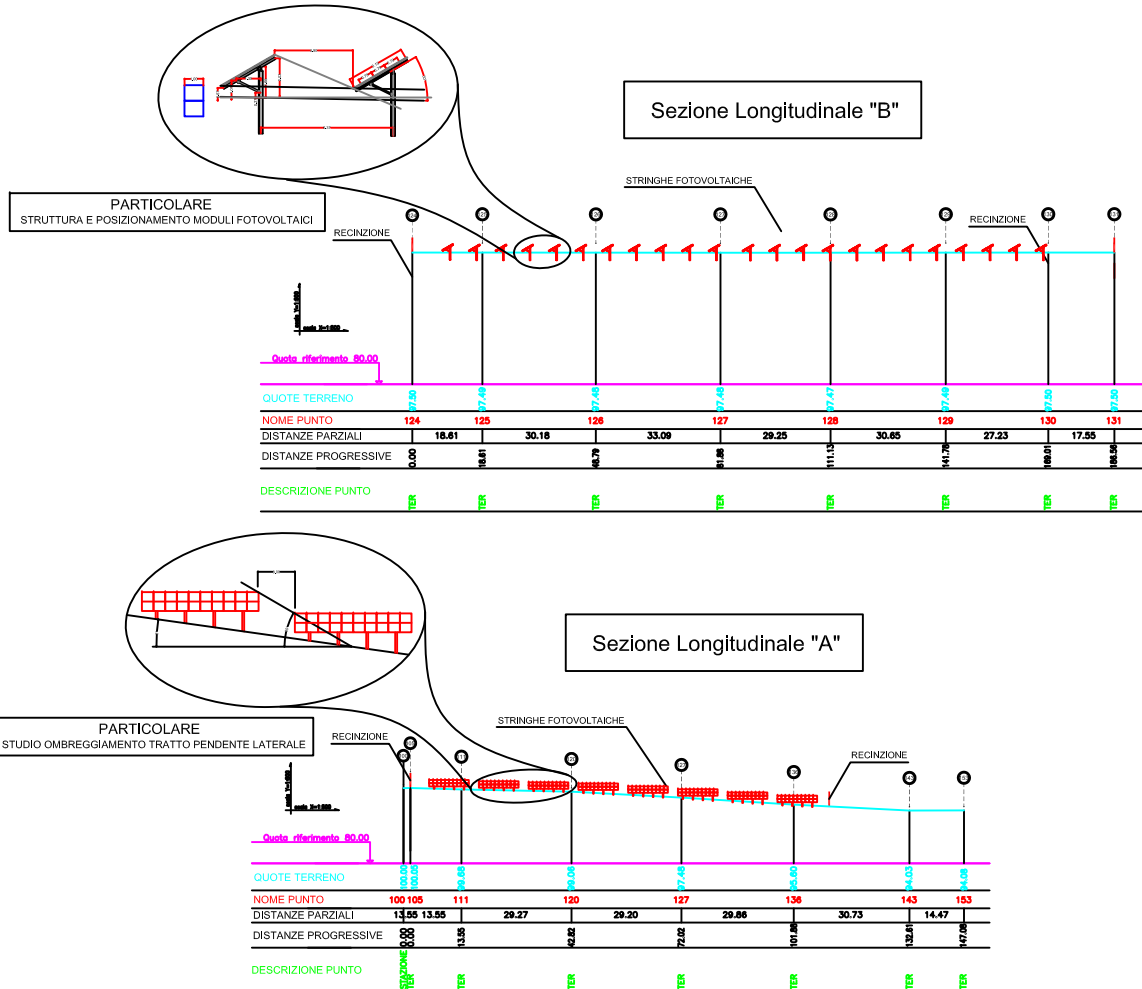 Sezione Longitudinale "B"
STRINGHE FOTOVOLTAICHE
PARTICOLARE
STRUTTURA E POSIZIONAMENTO MODULI FOTOVOLTAICI
RECINZIONE
RECINZIONE
Quota riferimento 80.00
QUOTE TERRENO 97.50 97.49 97.48 97.48 97.47 97.49 97.50 97.50
NOME PUNTO 124 125 126 127 128 129 130 131
DISTANZE PARZIALI 18.61 30.18 33.09 29.25 30.65 27.23 17.55
DISTANZE PROGRESSIVE 0.00 18.61 48.79 81.88 111.13 141.78 169.01 186.56
DESCRIZIONE PUNTO TER TER TER TER TER TER TER TER
Sezione Longitudinale "A"
PARTICOLARE
STUDIO OMBREGGIAMENTO TRATTO PENDENTE LATERALE
STRINGHE FOTOVOLTAICHE
RECINZIONE
RECINZIONE
Quota riferimento 80.00
QUOTE TERRENO 99.08 97.48 95.60 94.03
NOME PUNTO 100 105 111 120 127 136 143 153
DISTANZE PARZIALI 13.55 13.55 29.27 29.20 29.86 30.73 14.47
DISTANZE PROGRESSIVE 0.00 0.00 13.55 42.82 72.02 101.88 132.61 147.08
DESCRIZIONE PUNTO STAZIONE TER TER TER TER TER TER TER